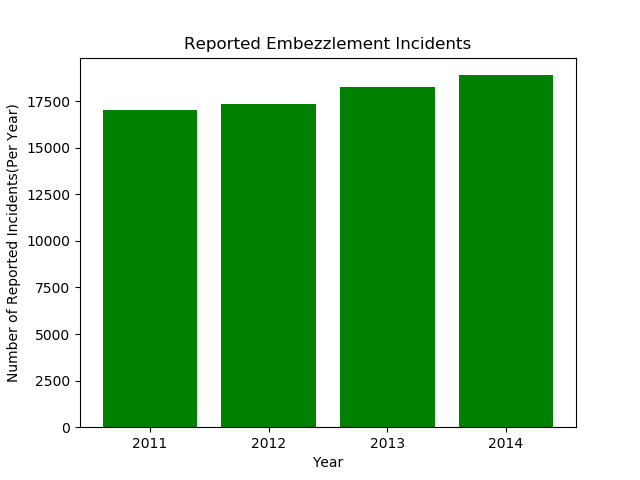 Reported Embezzlement Incidents
Number of Reported Incidents(Per Year)
17500
15000
12500
10000
7500
5000
2500
0
2011 2012 2013 2014
Year